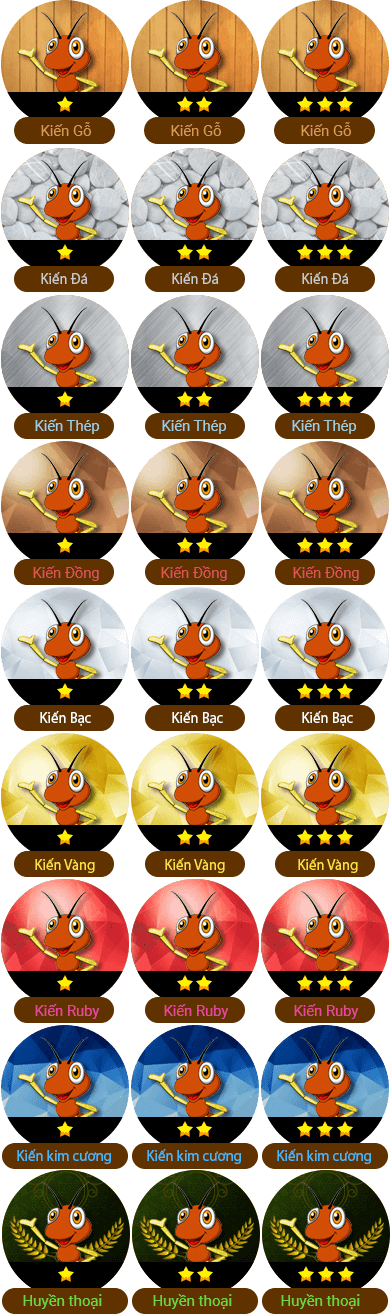 Kiến Gỗ Kiến Gỗ Kiến Gỗ
Kiến Đá Kiến Đá Kiến Đá
Kiến Thép Kiến Thép Kiến Thép
Kiến Đồng Kiến Đồng Kiến Đồng
Kiến Bạc Kiến Bạc Kiến Bạc
Kiến Vàng Kiến Vàng Kiến Vàng
Kiến Ruby Kiến Ruby Kiến Ruby
Kiến kim cương Kiến kim cương Kiến kim cương
Huyền thoại Huyền thoại Huyền thoại